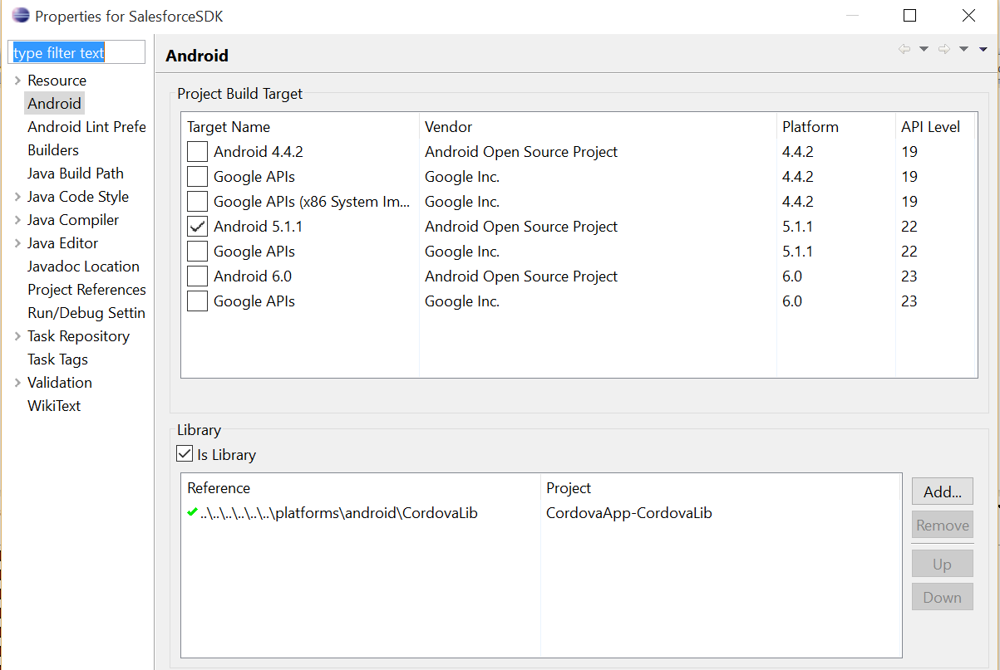 Properties for SalesforceSDK
type filter text
Resource
Android
Android Lint Prefe
Builders
Java Build Path
Java Code Style
Java Compiler
Java Editor
Javadoc Location
Project References
Run/Debug Settin
Task Repository
Task Tags
Validation
WikiText
Android
Project Build Target
Target Name Vendor Platform API Level
Android 4.4.2 Android Open Source Project 4.4.2 19
Google APIs Google Inc. 4.4.2 19
Google APIs (x86 System Im... Google Inc. 4.4.2 19
Android 5.1.1 Android Open Source Project 5.1.1 22
Google APIs Google Inc. 5.1.1 22
Android 6.0 Android Open Source Project 6.0 23
Google APIs Google Inc. 6.0 23
Library
Is Library
Reference Project
..\..\..\..\..\..\platforms\android\CordovaLib CordovaApp-CordovaLib
Add...
Remove
Up
Down